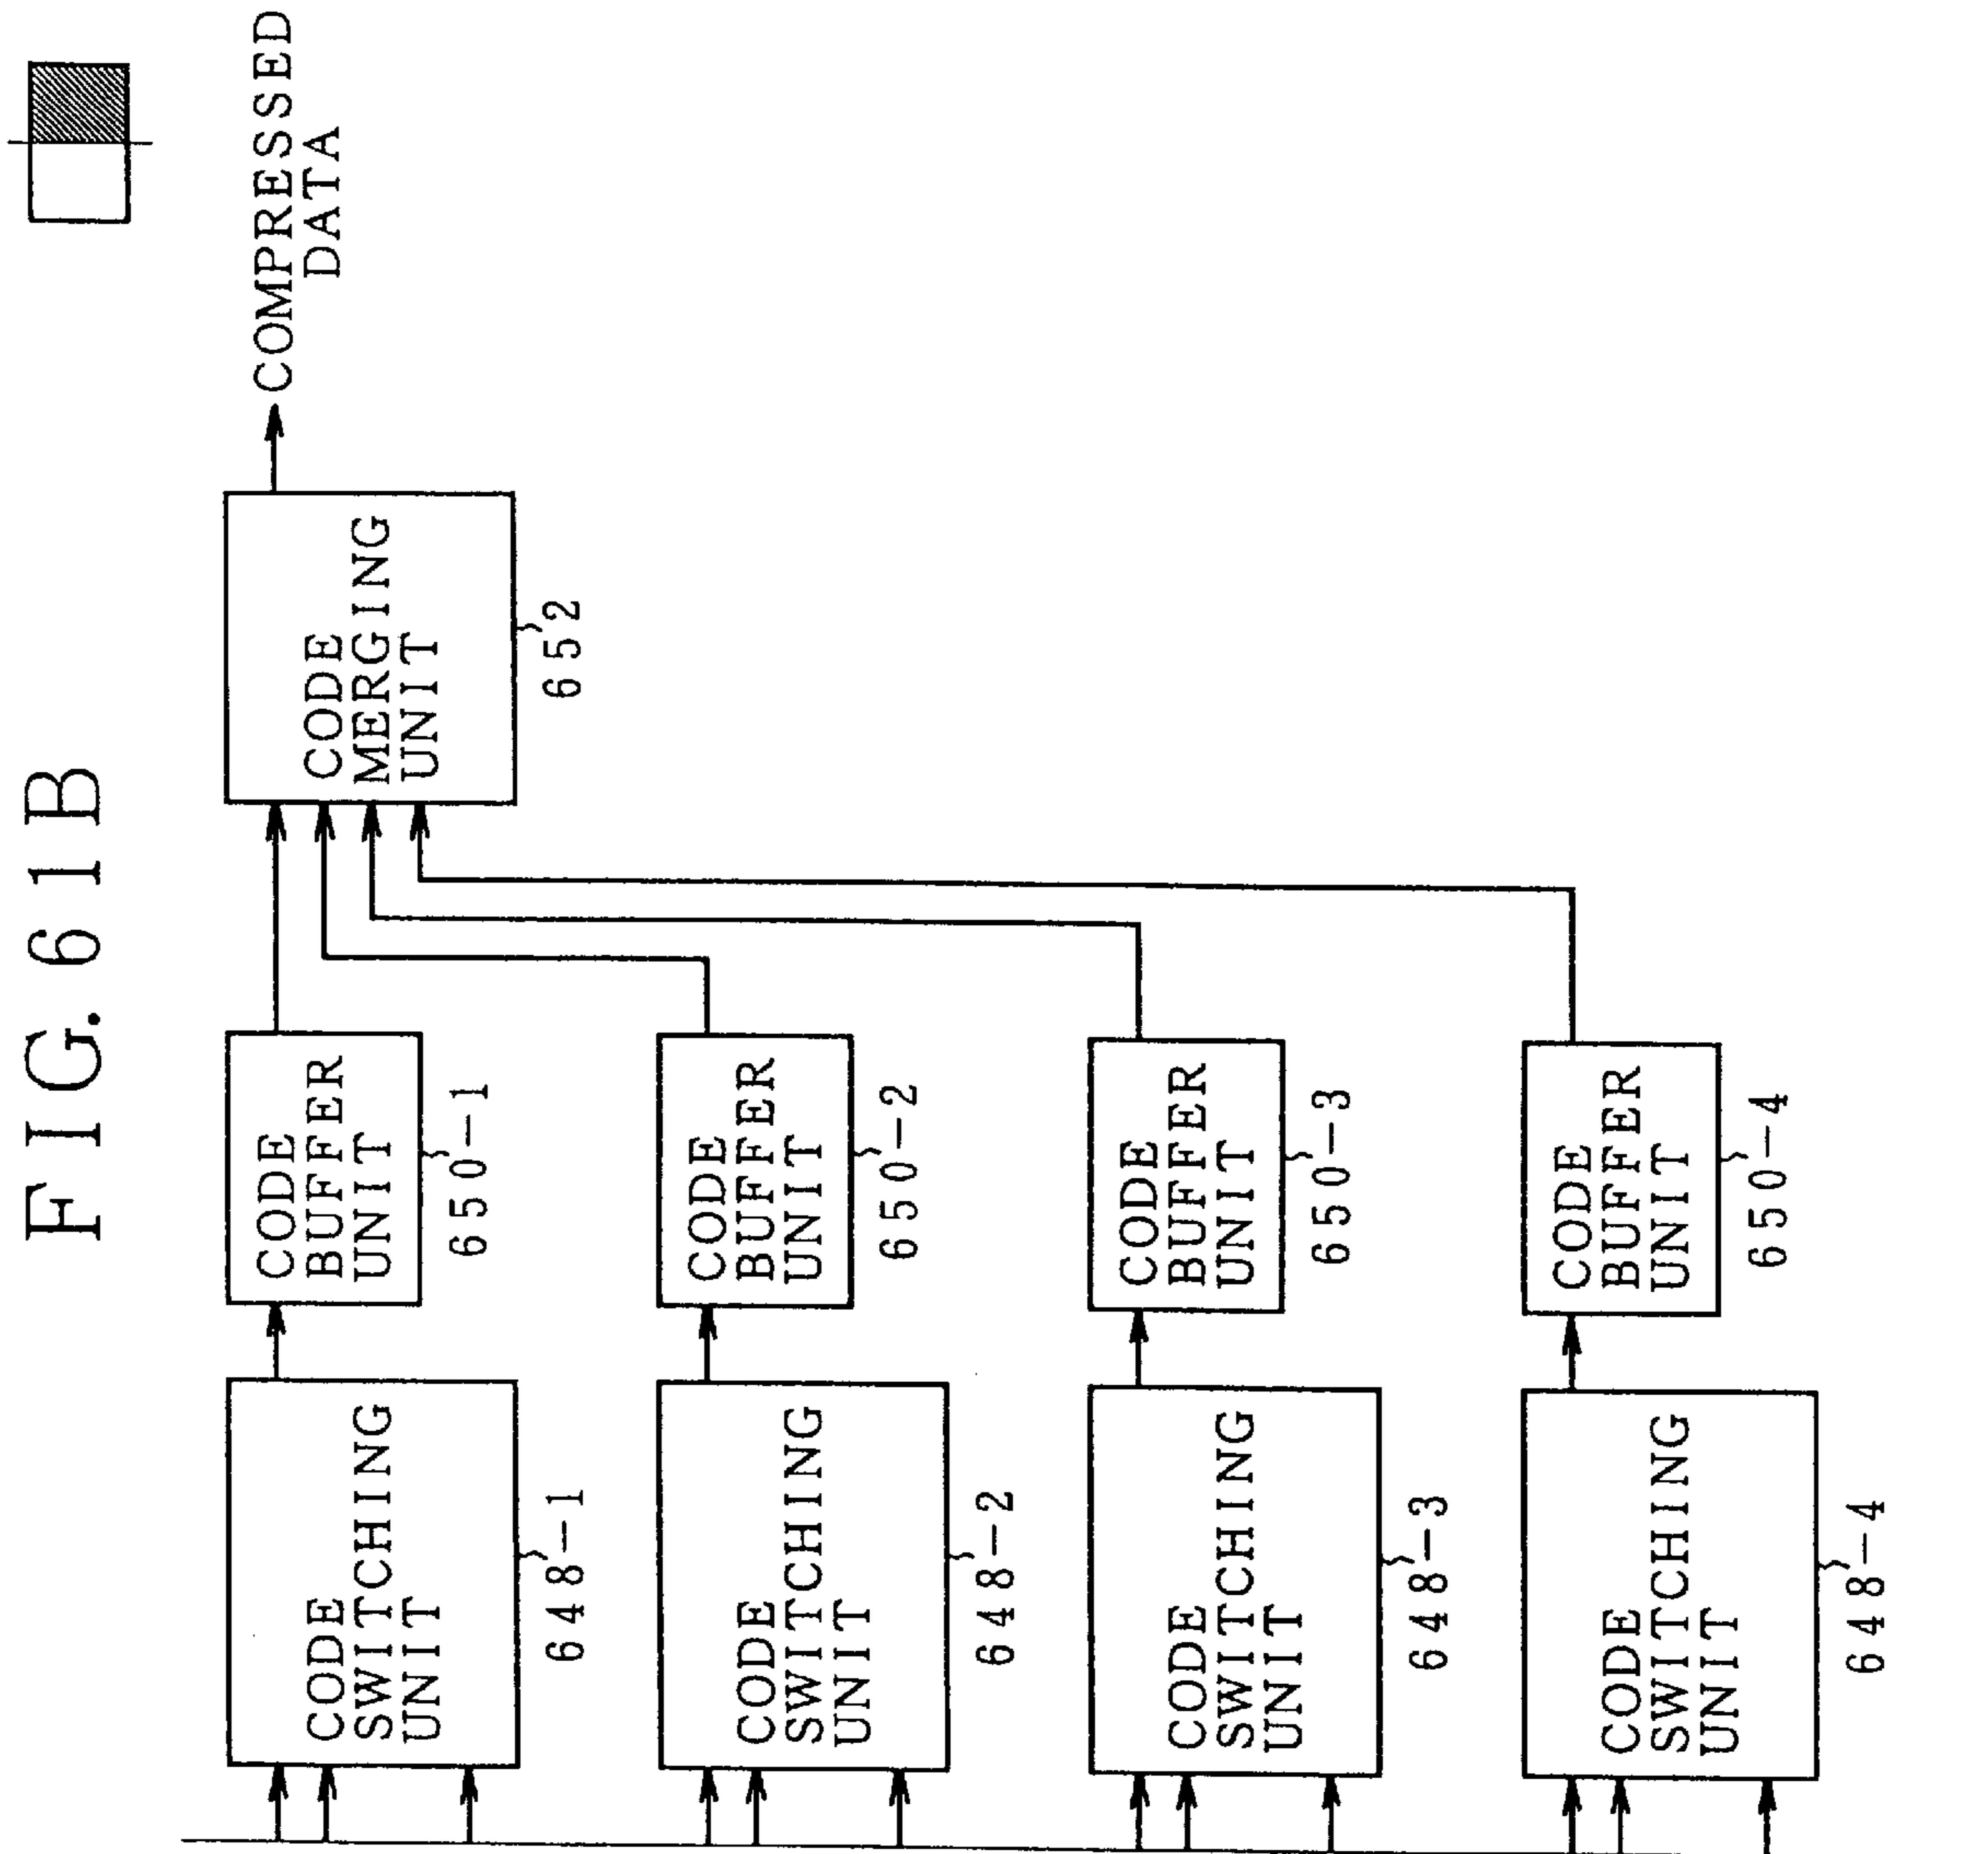 FIG. 61B
CODE
SWITCHING
UNIT
648-1
CODE
BUFFER
UNIT
650-1
CODE
MERGING
UNIT
652
COMPRESSED
DATA
CODE
SWITCHING
UNIT
648-2
CODE
BUFFER
UNIT
650-2
CODE
SWITCHING
UNIT
648-3
CODE
BUFFER
UNIT
650-3
CODE
SWITCHING
UNIT
648-4
CODE
BUFFER
UNIT
650-4